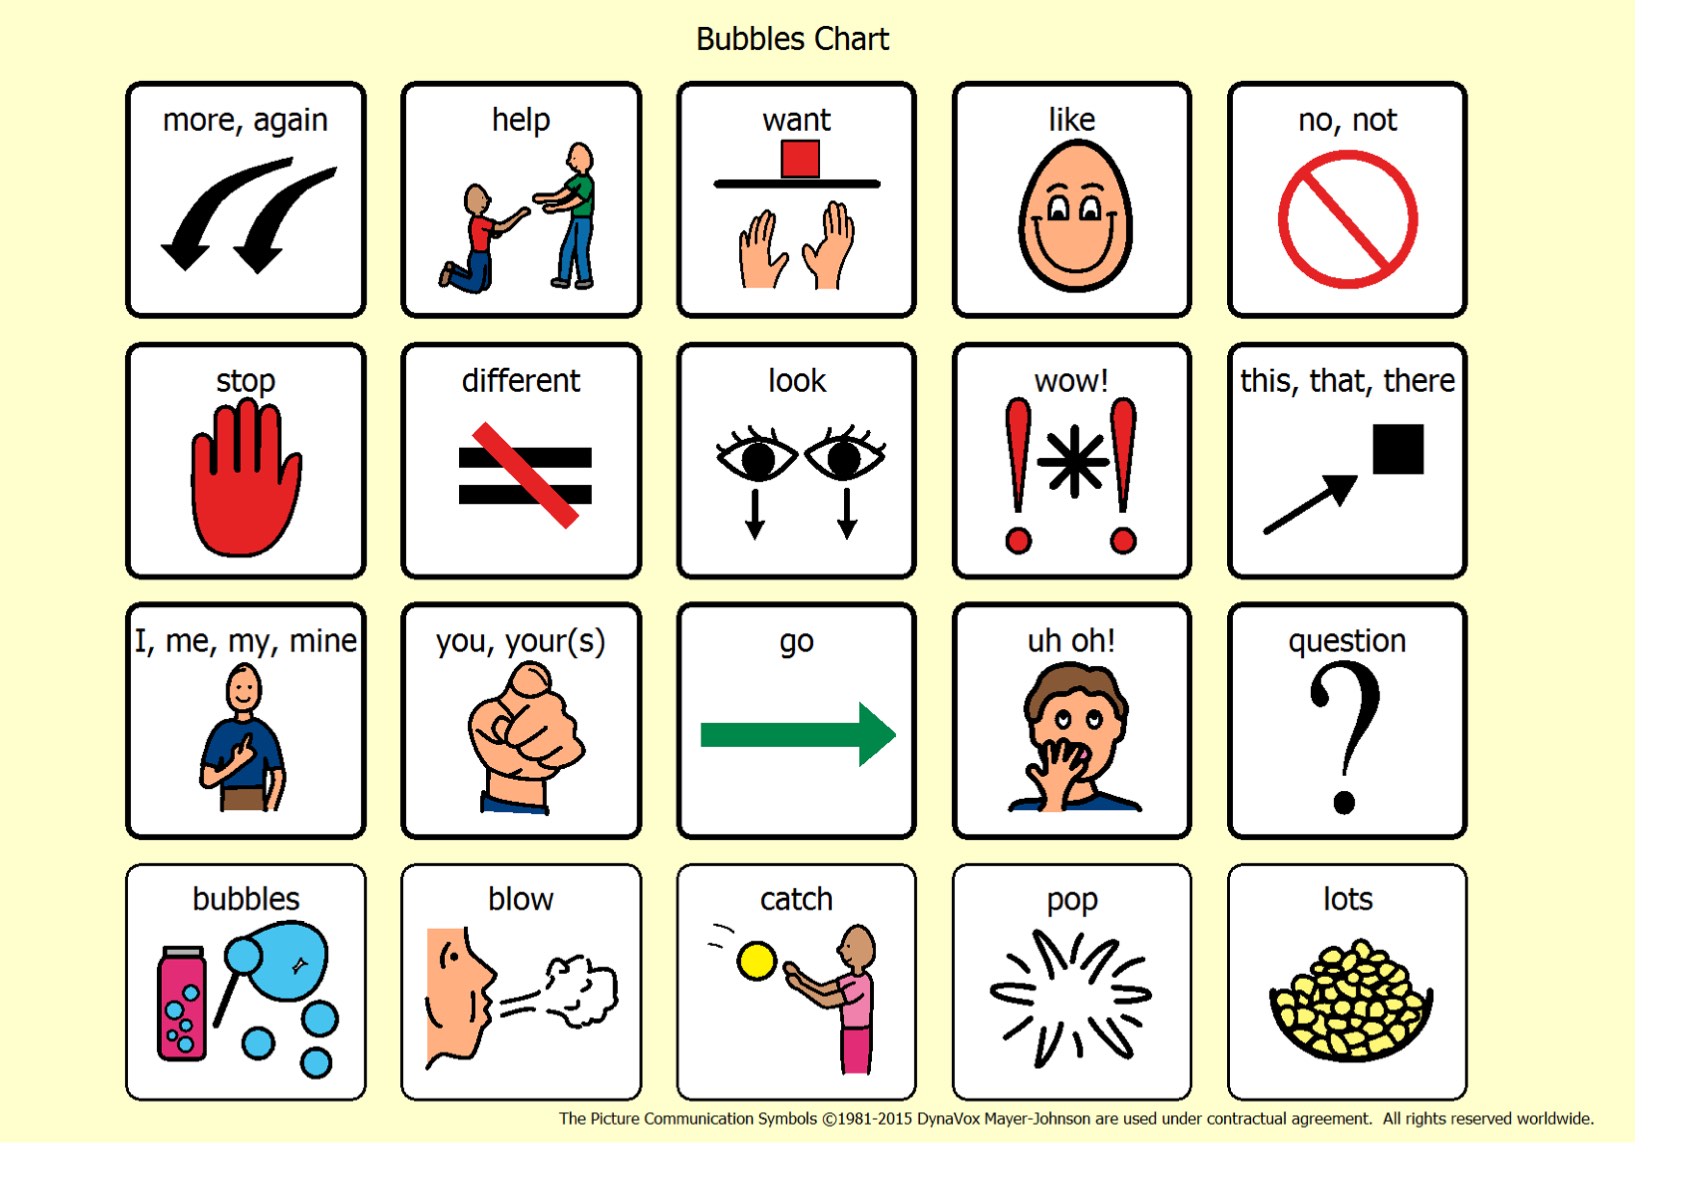 Bubbles Chart
more, again
help
want
like
no, not
stop
different
look
wow!
this, that, there
I, me, my, mine
you, your(s)
go
uh oh!
question
bubbles
blow
catch
pop
lots
The Picture Communication Symbols ©1981-2015 DynaVox Mayer-Johnson are used under contractual agreement. All rights reserved worldwide.